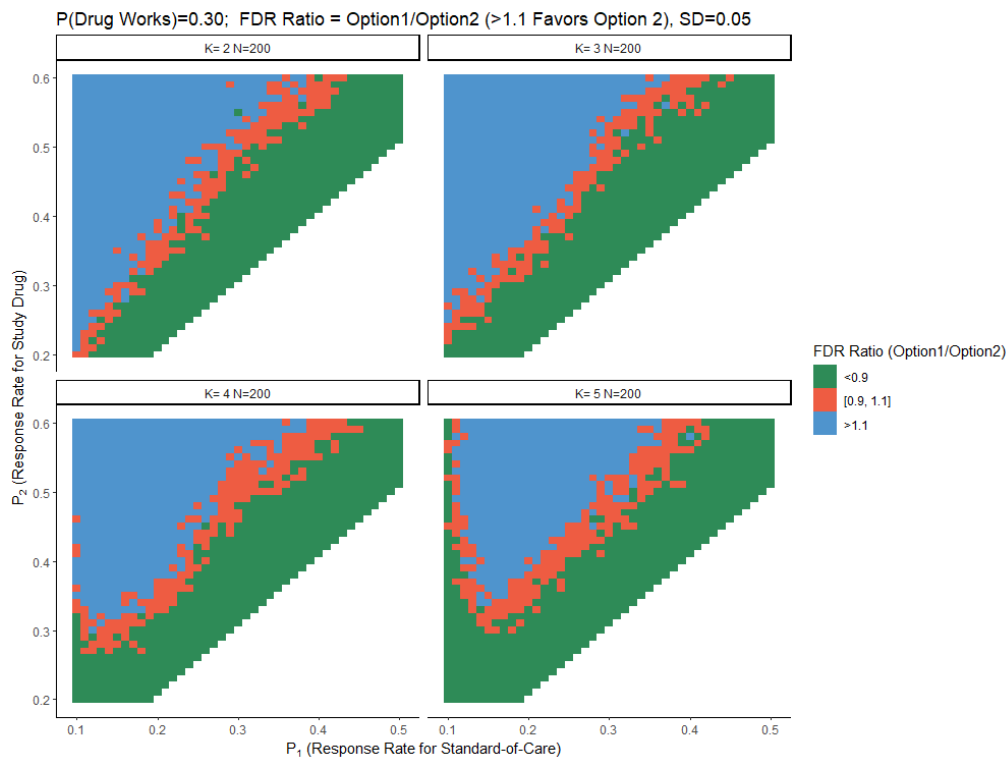 P(Drug Works)=0.30;  FDR Ratio = Option1/Option2 (>1.1 Favors Option 2), SD=0.05
K= 2 N=200
K= 3 N=200
0.6
0.5
0.4
0.3
0.2
K= 4 N=200
K= 5 N=200
0.6
0.5
0.4
0.3
0.2
0.1 0.2 0.3 0.4 0.5
0.1 0.2 0.3 0.4 0.5
P₂ (Response Rate for Study Drug)
P₁ (Response Rate for Standard-of-Care)
FDR Ratio (Option1/Option2)
<0.9
[0.9, 1.1]
>1.1